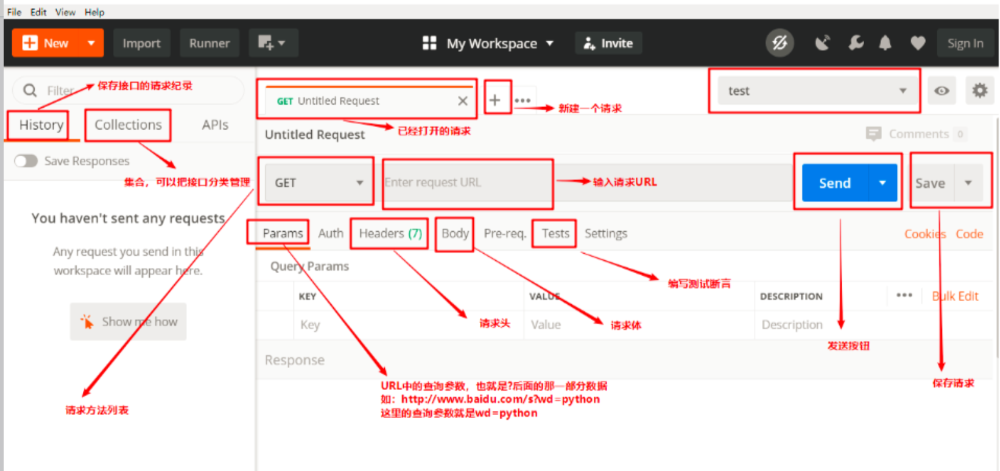 File Edit View Help
New Import Runner My Workspace Invite Sign In
Filter
保存接口的请求纪录
GET Untitled Request
test
新建一个请求
History Collections APIs
已经打开的请求
Untitled Request
Comments 0
Save Responses
集合，可以把接口分类管理
GET
Enter request URL
输入请求URL
Send
Save
You haven't sent any requests
Params Auth Headers (7) Body Pre-req. Tests Settings
Cookies Code
Any request you send in this
workspace will appear here.
Query Params
编写测试断言
KEY VALUE DESCRIPTION
Bulk Edit
Show me how
Key Value Description
请求头
请求体
发送按钮
Response
URL中的查询参数，也就是?后面的那一部分数据
如：http://www.baidu.com/s?wd=python
这里的查询参数就是wd=python
保存请求
请求方法列表